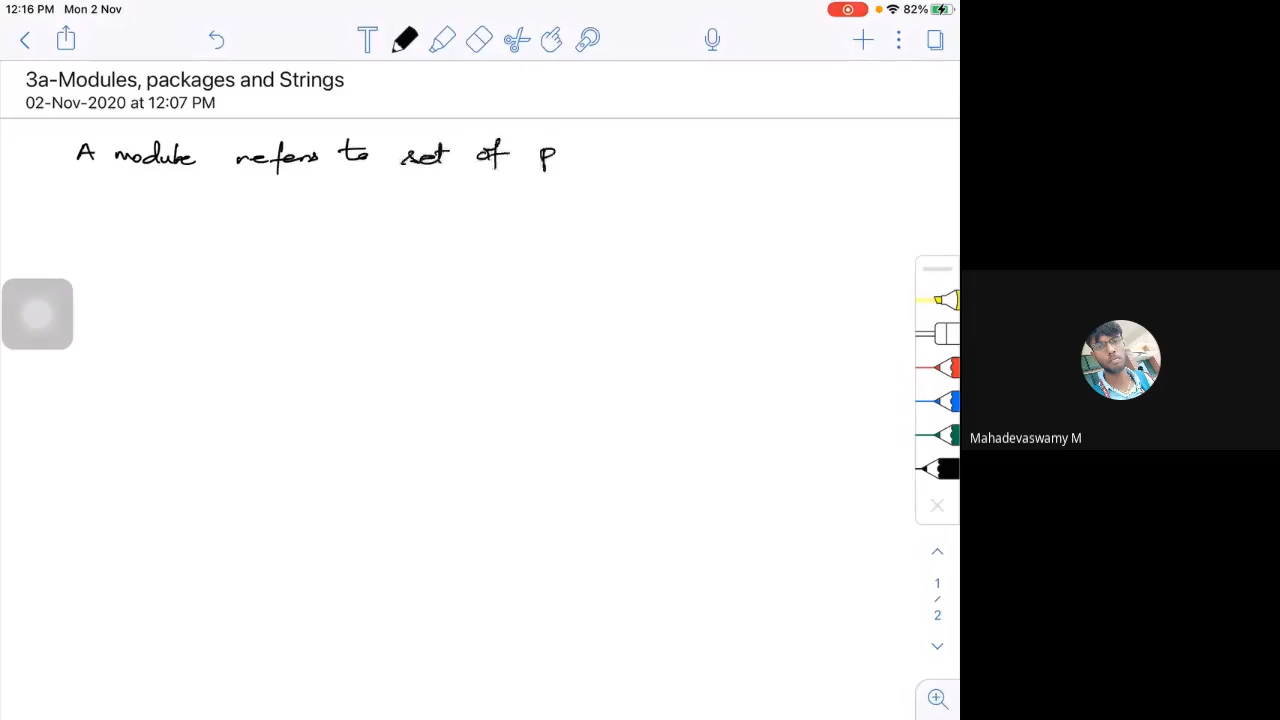 12:16 PM Mon 2 Nov
82%
T
3a-Modules, packages and Strings
02-Nov-2020 at 12:07 PM
A module refers to set of p
Mahadevaswamy M
1
/
2